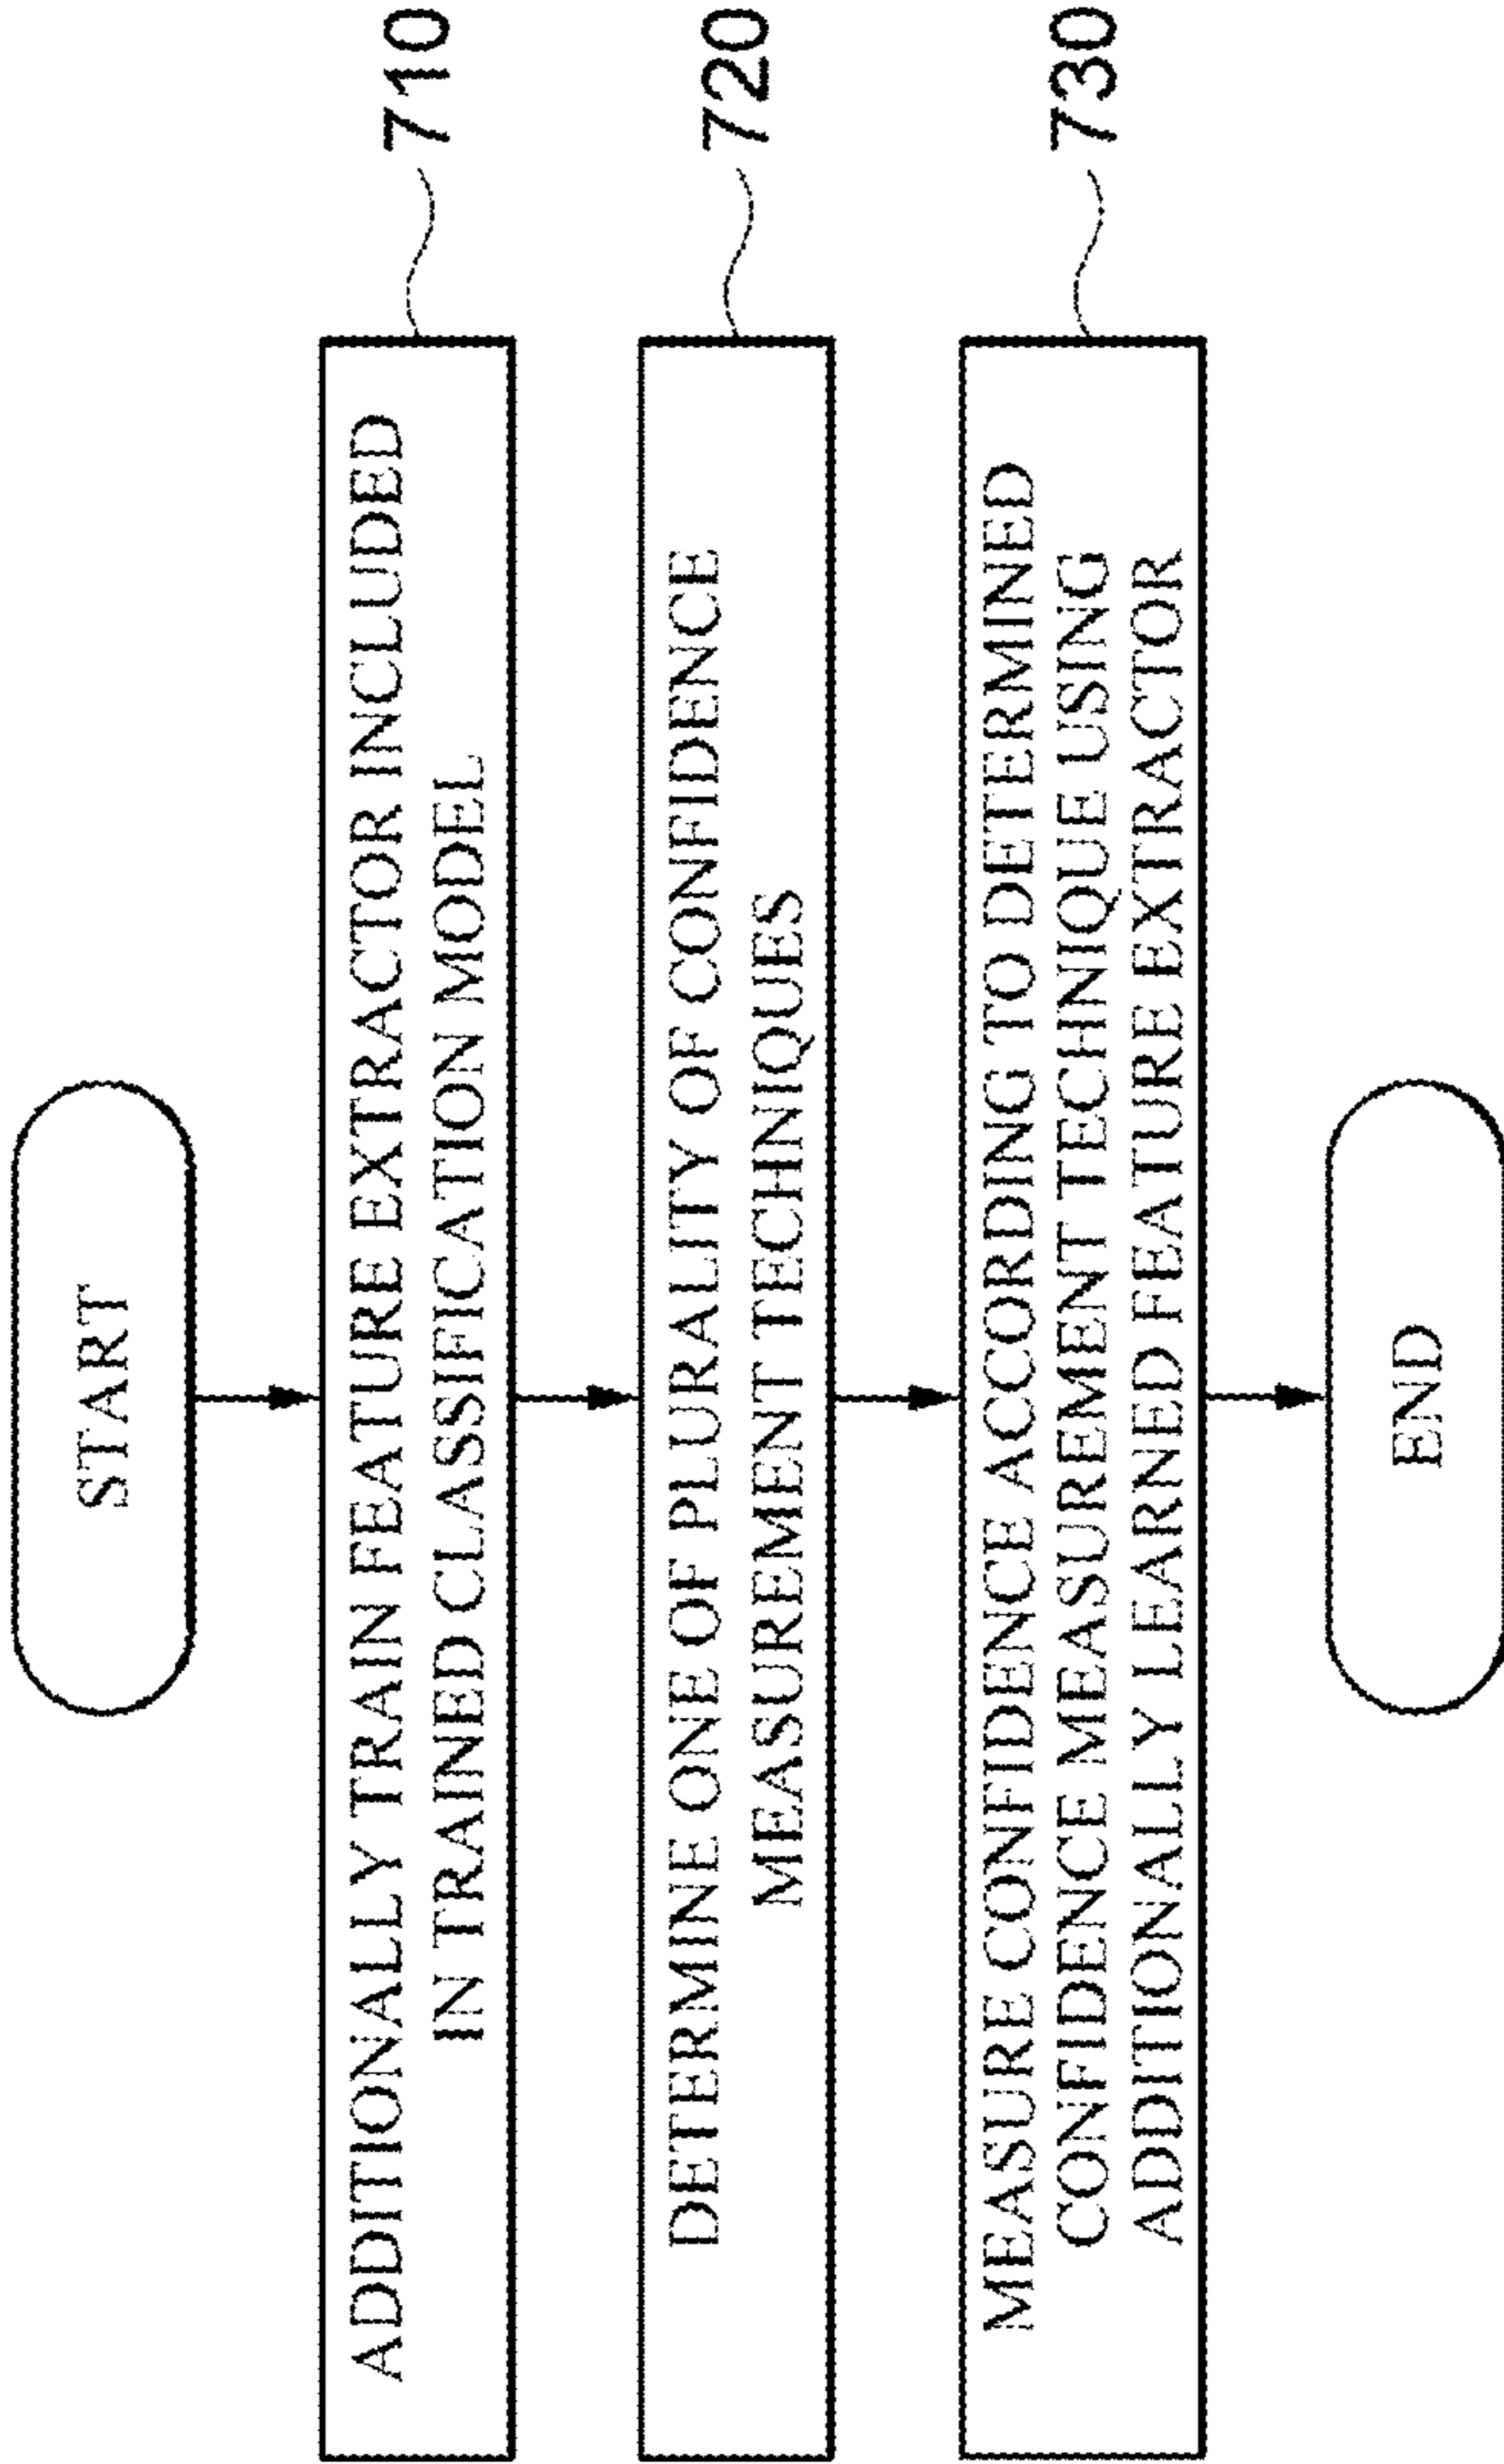 START
ADDITIONALLY TRAIN FEATURE EXTRACTOR INCLUDED
IN TRAINED CLASSIFICATION MODEL
710
DETERMINE ONE OF PLURALITY OF CONFIDENCE
MEASUREMENT TECHNIQUES
720
MEASURE CONFIDENCE ACCORDING TO DETERMINED
CONFIDENCE MEASUREMENT TECHNIQUE USING
ADDITIONALLY LEARNED FEATURE EXTRACTOR
730
END